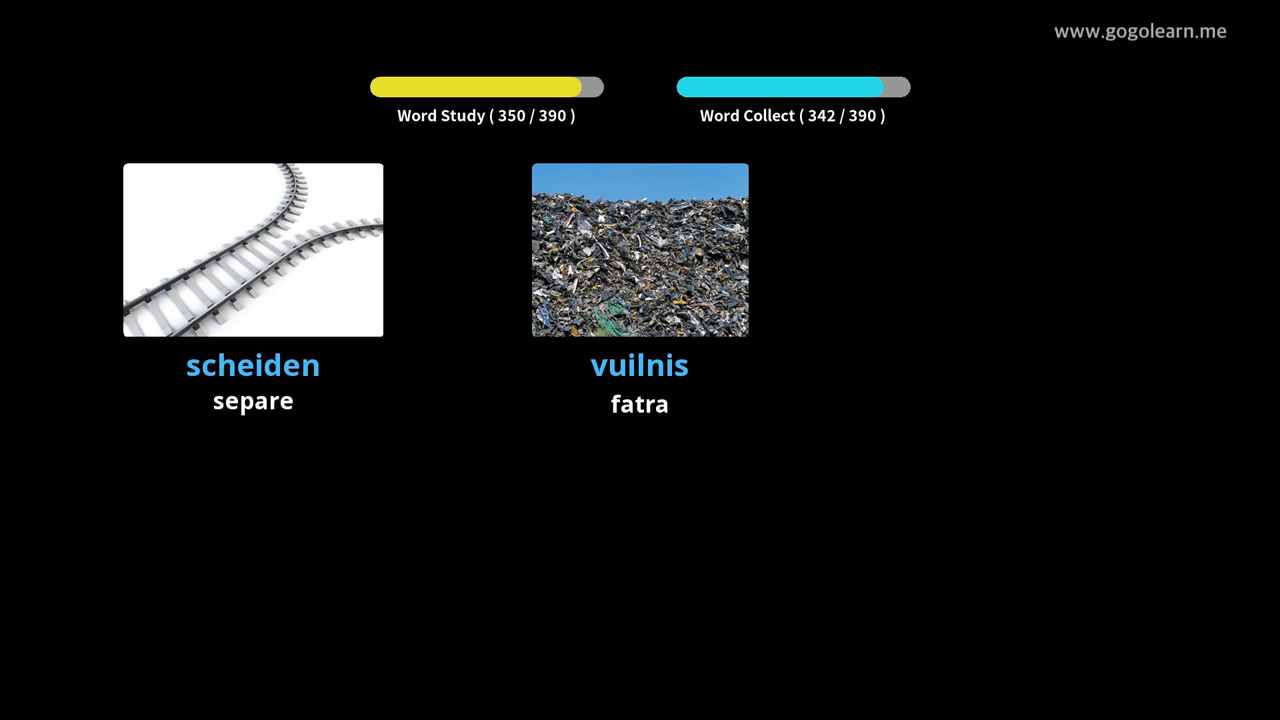 www.gogolearn.me
Word Study ( 350 / 390 )
Word Collect ( 342 / 390 )
scheiden
separe
vuilnis
fatra